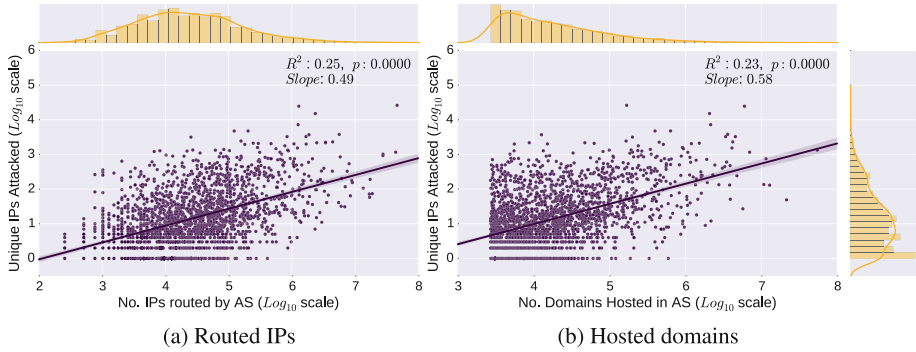 6
5
4
3
2
1
0
Unique IPs Attacked (Log10 scale)
R² : 0.25, p : 0.0000
Slope: 0.49
2 3 4 5 6 7 8
No. IPs routed by AS (Log10 scale)
(a) Routed IPs
6
5
4
3
2
1
0
Unique IPs Attacked (Log10 scale)
R² : 0.23, p : 0.0000
Slope: 0.58
3 4 5 6 7 8
No. Domains Hosted in AS (Log10 scale)
(b) Hosted domains